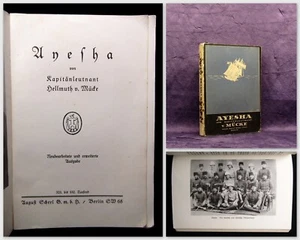 Ayesha
von
Kapitänleutnant
Hellmuth v. Mücke
Neubearbeitete und erweiterte
Ausgabe
August Scherl G. m. b. H. / Berlin SW 68
AYESHA
v MÜCKE